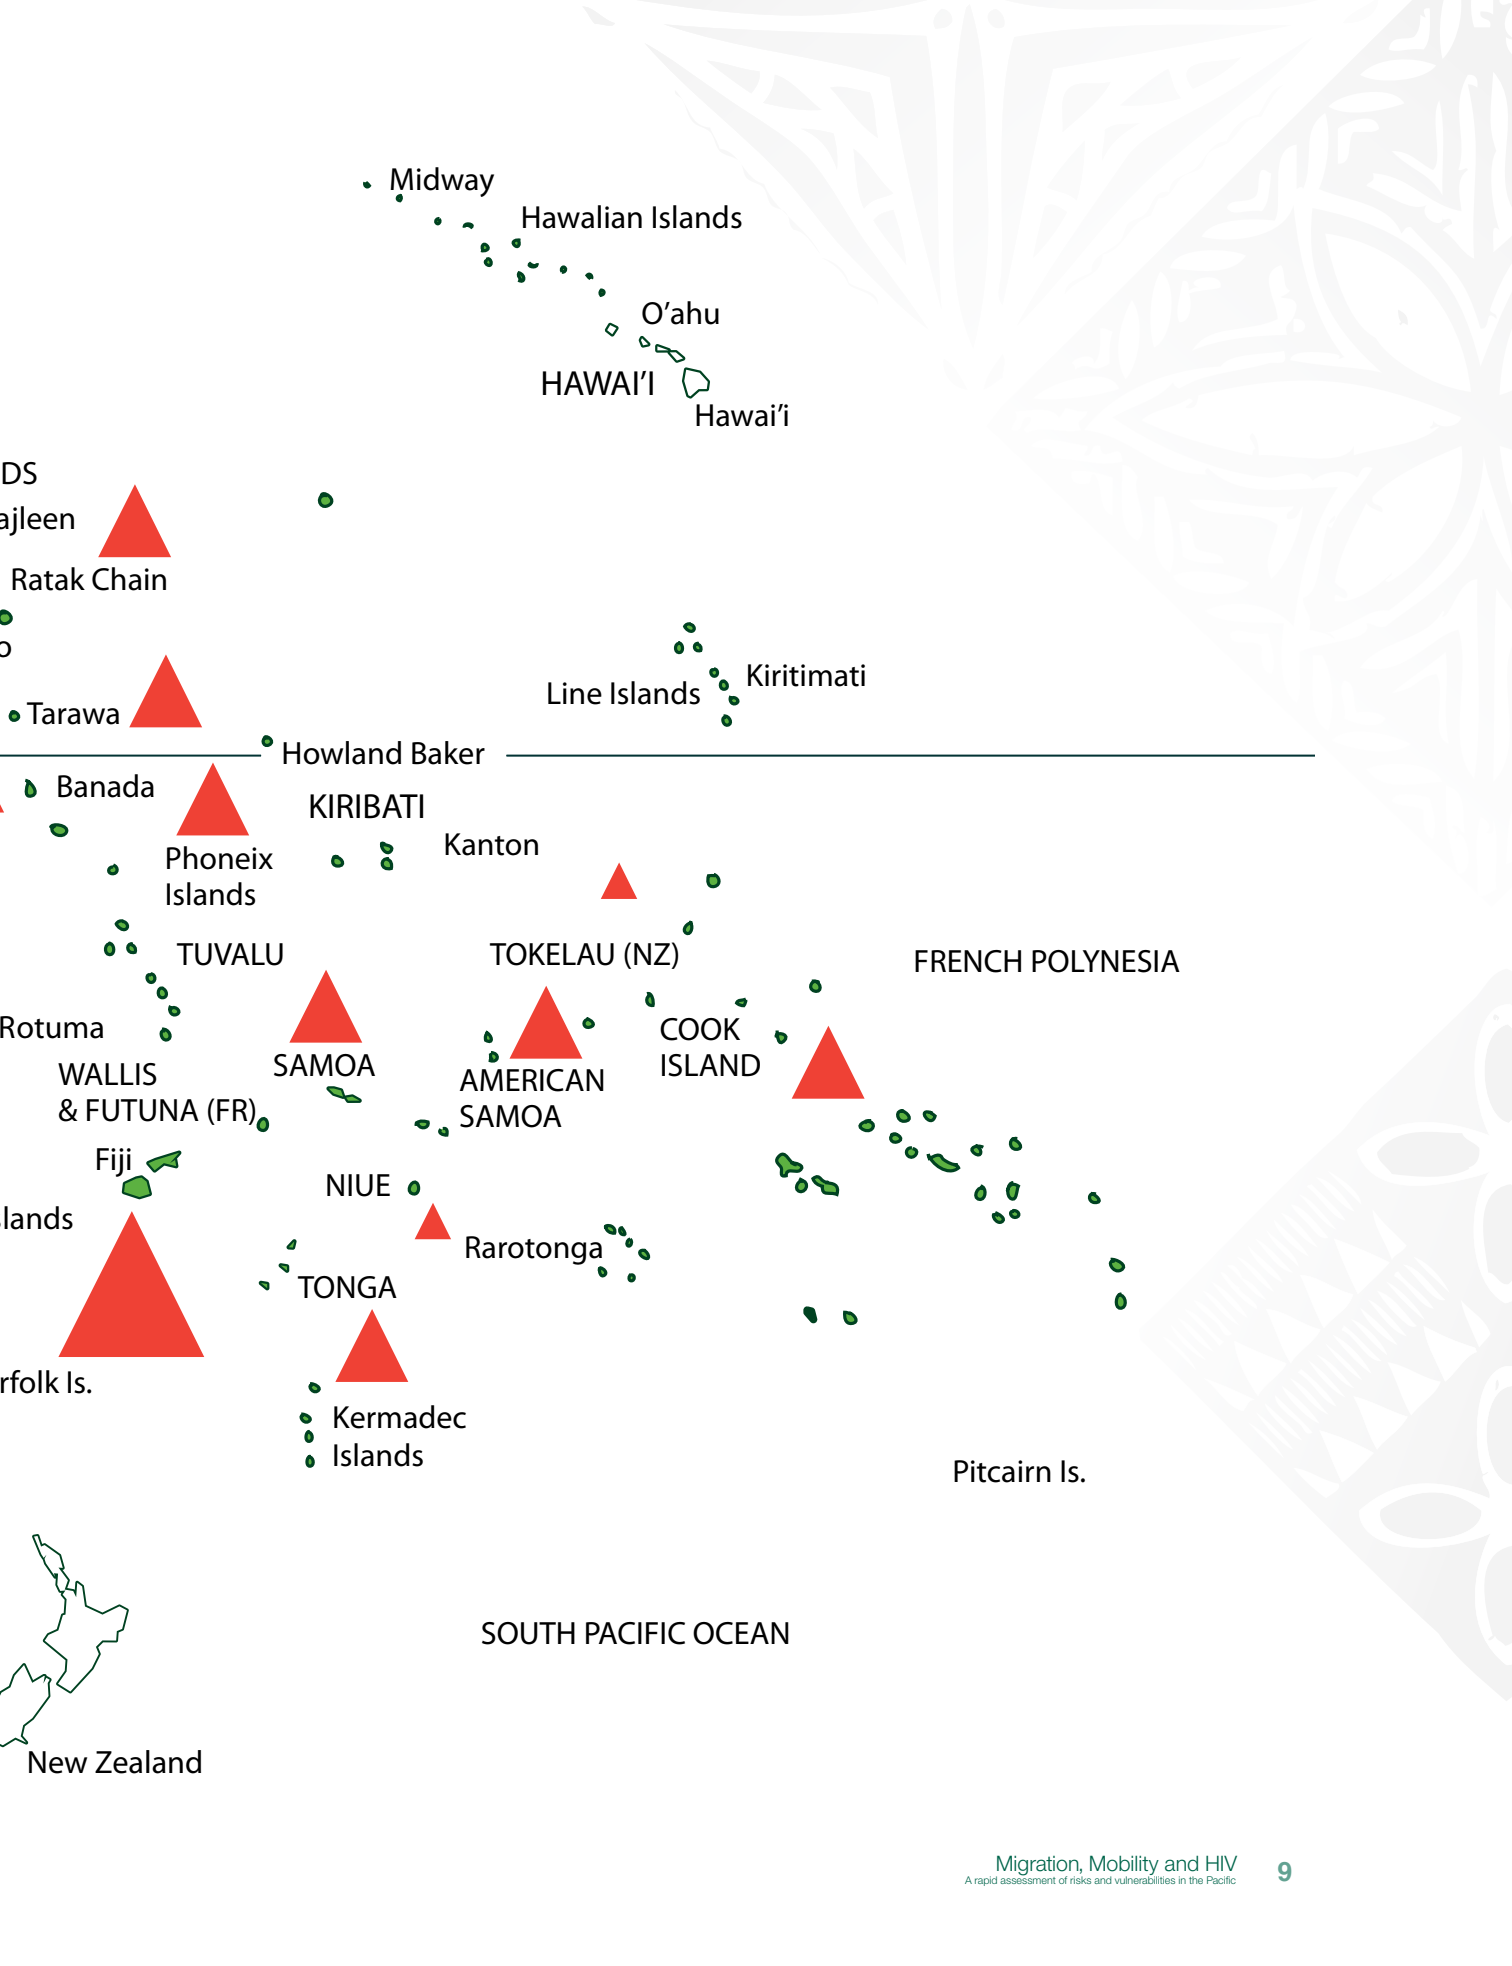 Midway
Hawalian Islands
O'ahu
HAWAI'I
Hawai'i
DS
ajleen
Ratak Chain
o
Tarawa
Line Islands
Kiritimati
Howland Baker
Banada
KIRIBATI
Kanton
Phoneix
Islands
TUVALU
TOKELAU (NZ)
FRENCH POLYNESIA
Rotuma
COOK
ISLAND
SAMOA
WALLIS
& FUTUNA (FR)
AMERICAN
SAMOA
Fiji
NIUE
slands
Rarotonga
TONGA
rfolk Is.
Kermadec
Islands
Pitcairn Is.
SOUTH PACIFIC OCEAN
New Zealand
Migration, Mobility and HIV
A rapid assessment of risks and vulnerabilities in the Pacific
9